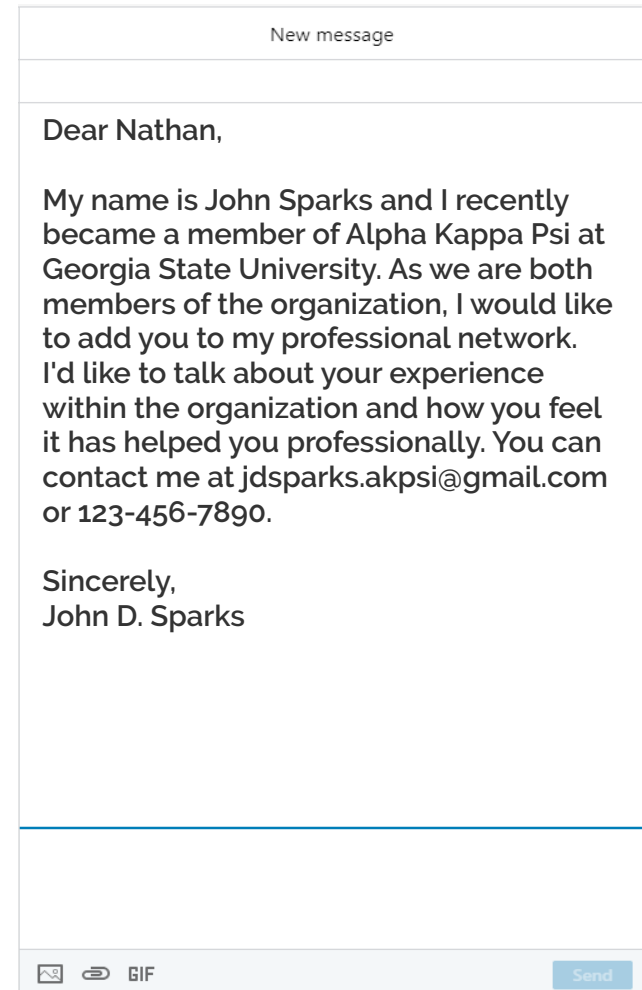 New message
Dear Nathan,
My name is John Sparks and I recently
became a member of Alpha Kappa Psi at
Georgia State University. As we are both
members of the organization, I would like
to add you to my professional network.
I'd like to talk about your experience
within the organization and how you feel
it has helped you professionally. You can
contact me at jdsparks.akpsi@gmail.com
or 123-456-7890.
Sincerely,
John D. Sparks
GIF
Send